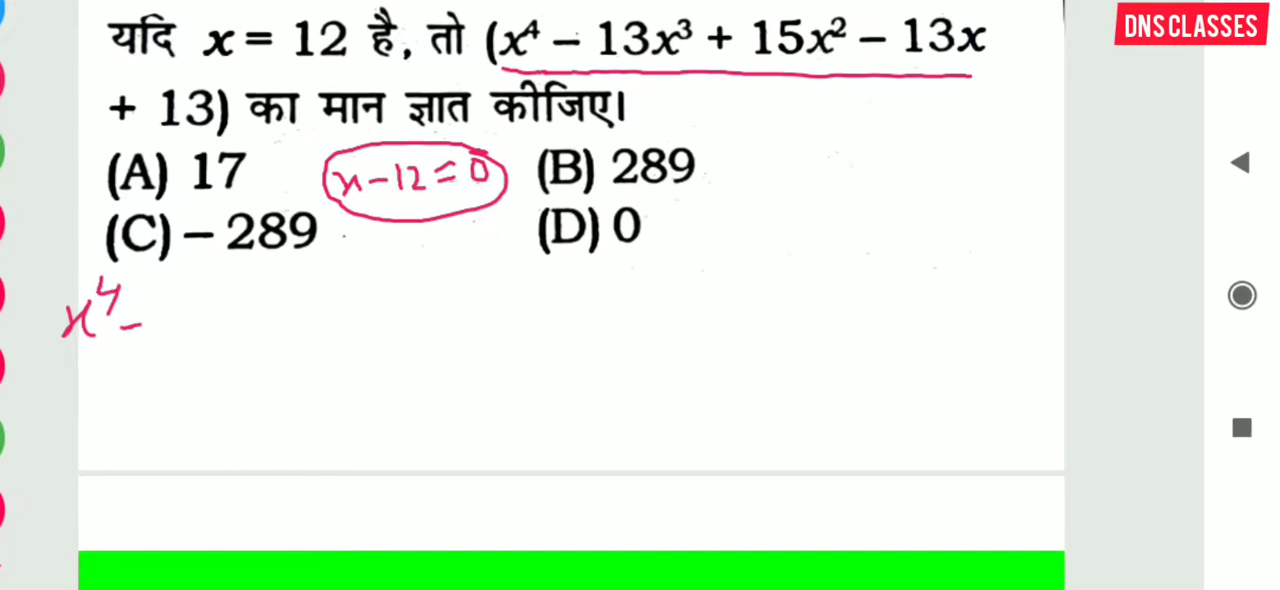 DNS CLASSES
यदि x = 12 है, तो (x⁴ – 13x³ + 15x² – 13x
+ 13) का मान ज्ञात कीजिए।
(A) 17
(B) 289
x – 12 = 0
(C) – 289
(D) 0
x⁴ –